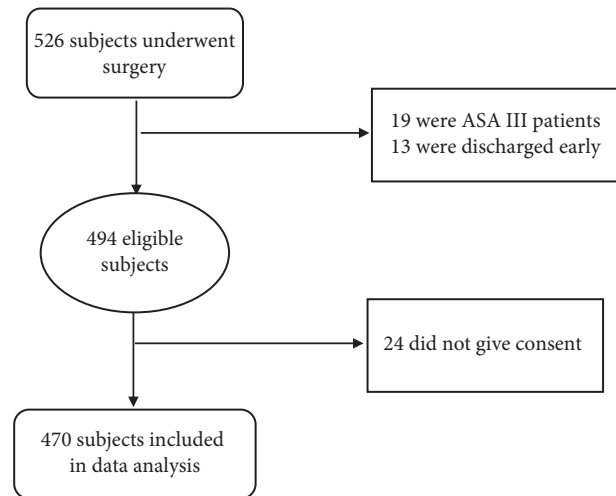 526 subjects underwent
surgery
19 were ASA III patients
13 were discharged early
494 eligible
subjects
24 did not give consent
470 subjects included
in data analysis